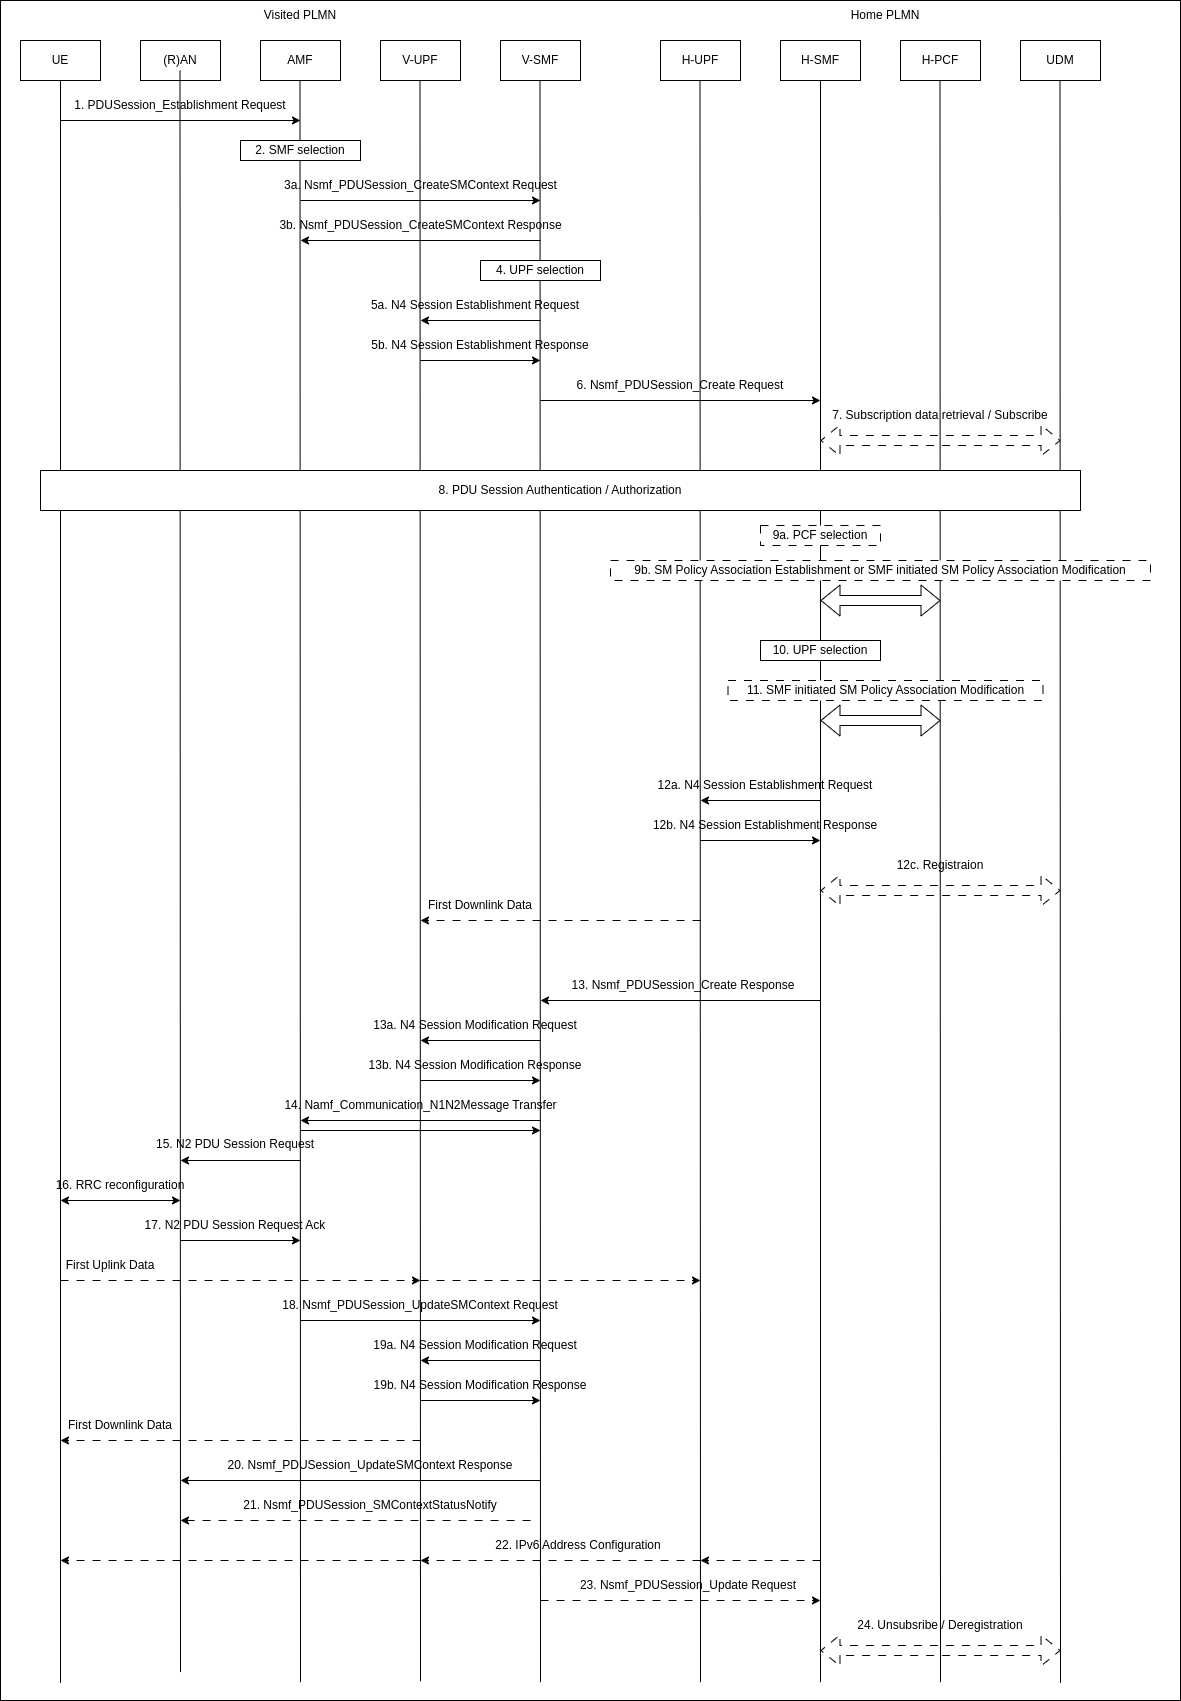 Visited PLMN
Home PLMN
UE
(R)AN
AMF
V-UPF
V-SMF
H-UPF
H-SMF
H-PCF
UDM
1. PDUSession_Establishment Request
2. SMF selection
3a. Nsmf_PDUSession_CreateSMContext Request
3b. Nsmf_PDUSession_CreateSMContext Response
4. UPF selection
5a. N4 Session Establishment Request
5b. N4 Session Establishment Response
6. Nsmf_PDUSession_Create Request
7. Subscription data retrieval / Subscribe
8. PDU Session Authentication / Authorization
9a. PCF selection
9b. SM Policy Association Establishment or SMF initiated SM Policy Association Modification
10. UPF selection
11. SMF initiated SM Policy Association Modification
12a. N4 Session Establishment Request
12b. N4 Session Establishment Response
12c. Registraion
First Downlink Data
13. Nsmf_PDUSession_Create Response
13a. N4 Session Modification Request
13b. N4 Session Modification Response
14. Namf_Communication_N1N2Message Transfer
15. N2 PDU Session Request
16. RRC reconfiguration
17. N2 PDU Session Request Ack
First Uplink Data
18. Nsmf_PDUSession_UpdateSMContext Request
19a. N4 Session Modification Request
19b. N4 Session Modification Response
First Downlink Data
20. Nsmf_PDUSession_UpdateSMContext Response
21. Nsmf_PDUSession_SMContextStatusNotify
22. IPv6 Address Configuration
23. Nsmf_PDUSession_Update Request
24. Unsubsribe / Deregistration